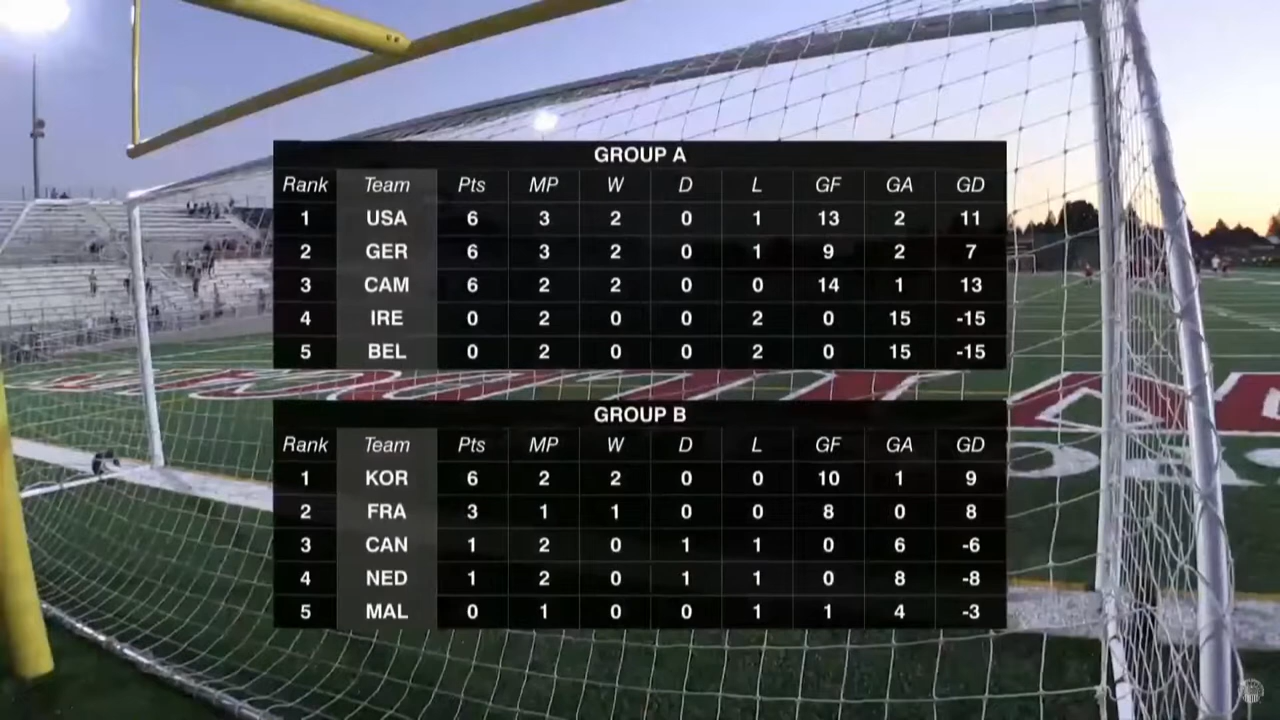 GROUP A
Rank Team Pts MP W D L GF GA GD
1 USA 6 3 2 0 1 13 2 11
2 GER 6 3 2 0 1 9 2 7
3 CAM 6 2 2 0 0 14 1 13
4 IRE 0 2 0 0 2 0 15 -15
5 BEL 0 2 0 0 2 0 15 -15
GROUP B
Rank Team Pts MP W D L GF GA GD
1 KOR 6 2 2 0 0 10 1 9
2 FRA 3 1 1 0 0 8 0 8
3 CAN 1 2 0 1 1 0 6 -6
4 NED 1 2 0 1 1 0 8 -8
5 MAL 0 1 0 0 1 1 4 -3